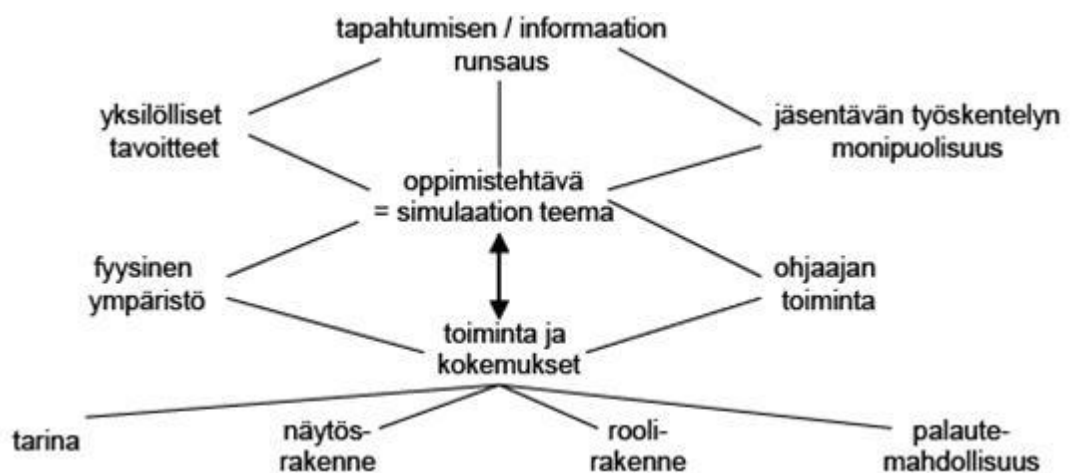 tapahtumisen / informaation
runsaus
yksilölliset
tavoitteet
jäsentävän työskentelyn
monipuolisuus
oppimistehtävä
= simulaation teema
fyysinen
ympäristö
ohjaajan
toiminta
toiminta ja
kokemukset
tarina
näytös-
rakenne
rooli-
rakenne
palaute-
mahdollisuus